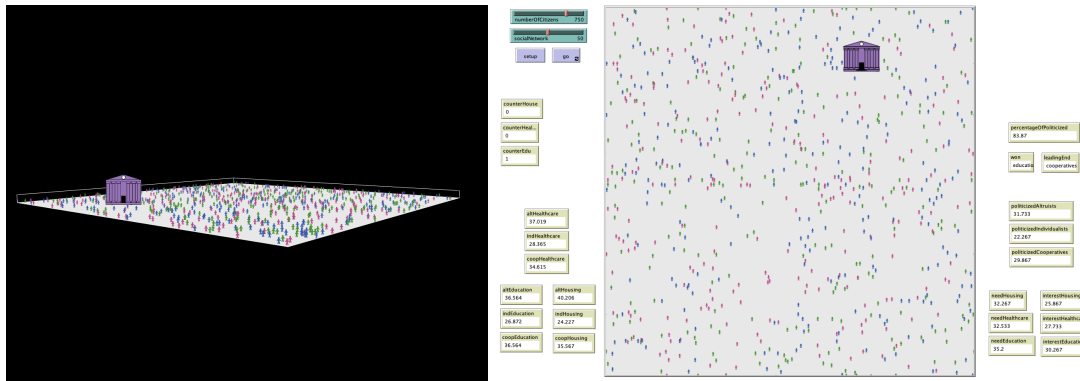 numberOfCitizens 750
socialNetwork 50
setup
go
counterHouse
0
counterHeal...
0
counterEdu
1
altHealthcare
37.019
indHealthcare
28.365
coopHealthcare
34.615
altEducation
36.564
altHousing
40.206
indEducation
26.872
indHousing
24.227
coopEducation
36.564
coopHousing
35.567
percentageOfPoliticized
83.87
won
educatio
leadingEnd
cooperatives
politicizedAltruists
31.733
politicizedIndividualists
22.267
politicizedCooperatives
29.867
needHousing
32.267
interestHousing
25.867
needHealthcare
32.533
interestHealthca
27.733
needEducation
35.2
interestEducatio
30.267